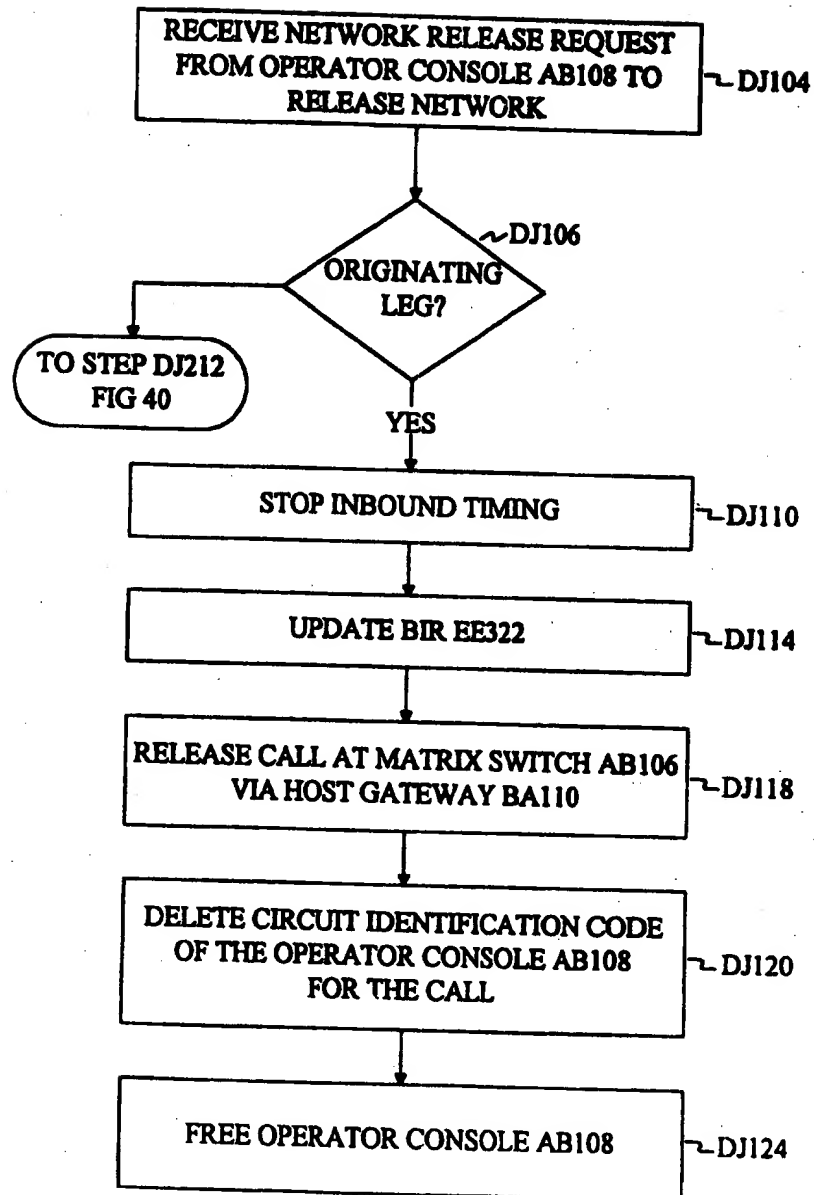 RECEIVE NETWORK RELEASE REQUEST
FROM OPERATOR CONSOLE AB108 TO
RELEASE NETWORK
DJ104
DJ106
ORIGINATING
LEG?
TO STEP DJ212
FIG 40
YES
STOP INBOUND TIMING
DJ110
UPDATE BIR EE322
DJ114
RELEASE CALL AT MATRIX SWITCH AB106
VIA HOST GATEWAY BA110
DJ118
DELETE CIRCUIT IDENTIFICATION CODE
OF THE OPERATOR CONSOLE AB108
FOR THE CALL
DJ120
FREE OPERATOR CONSOLE AB108
DJ124